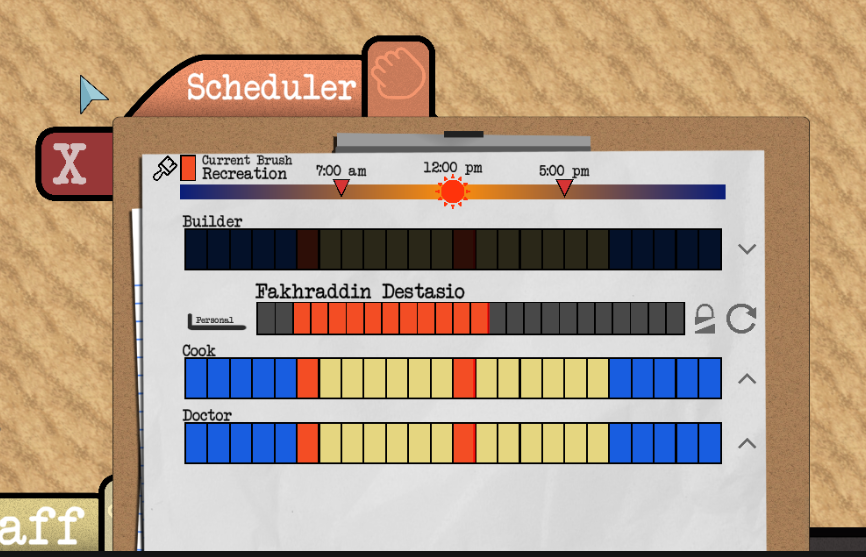 Scheduler
X
Current Brush
Recreation
7:00 am
12:00 pm
5:00 pm
Builder
Fakhraddin Destasio
Personal
Cook
Doctor
aff